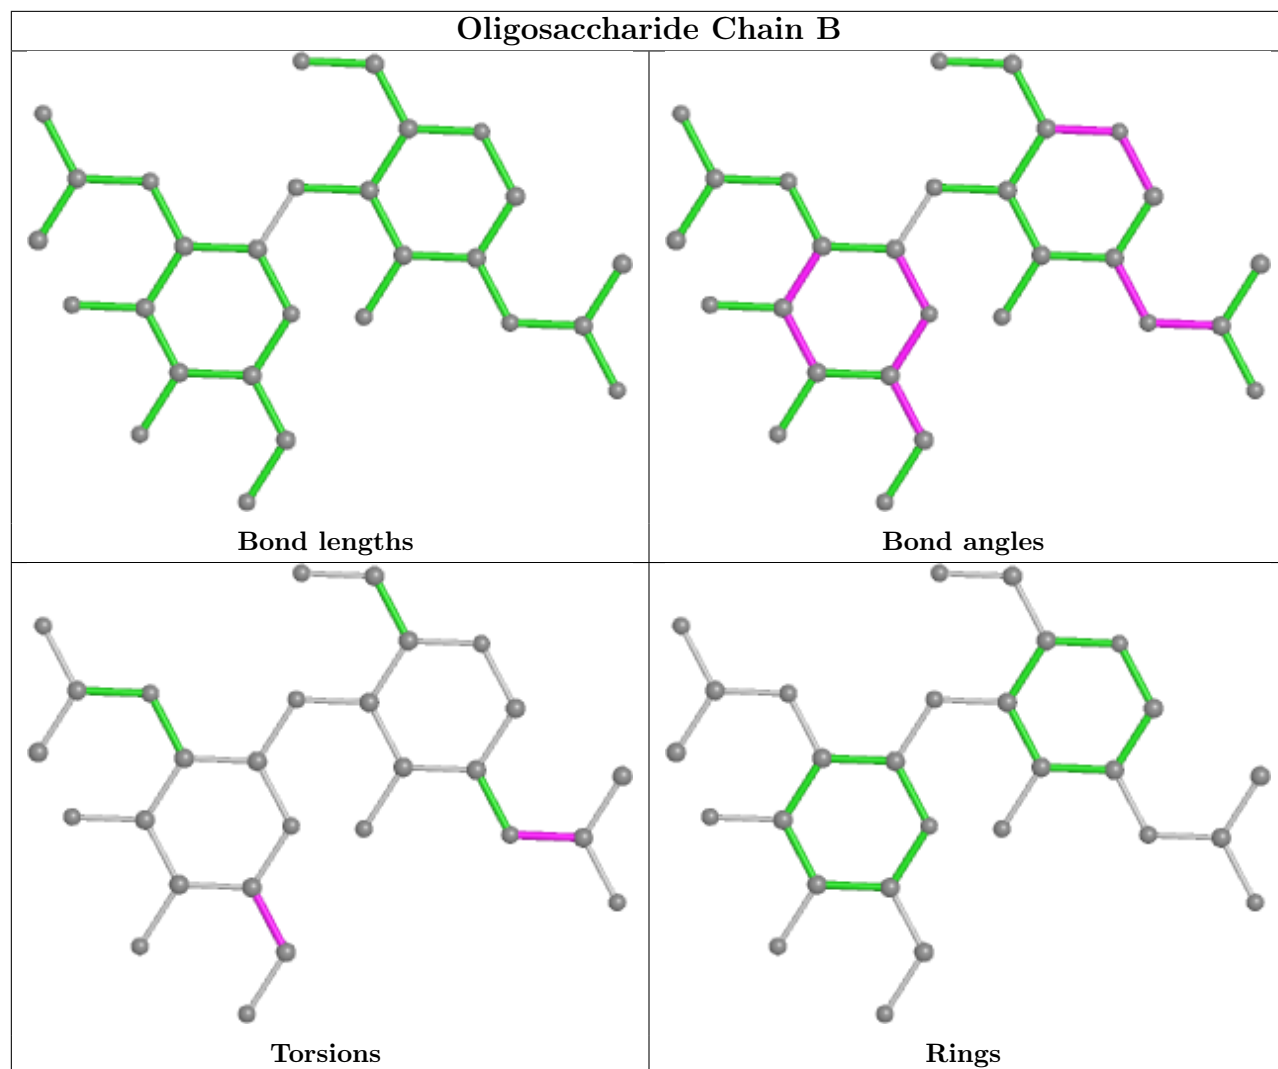 Oligosaccharide Chain B
Bond lengths
Bond angles
Torsions
Rings